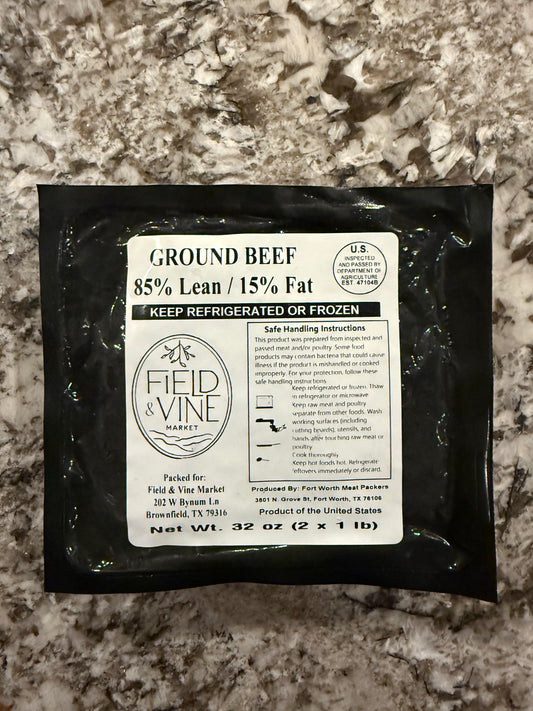 GROUND BEEF
85% Lean / 15% Fat
U.S.
INSPECTED
AND PASSED BY
DEPARTMENT OF
AGRICULTURE
EST. 47104B
KEEP REFRIGERATED OR FROZEN
FiELD
& VINE
MARKET
Packed for:
Field & Vine Market
202 W Bynum Ln
Brownfield, TX 79316
Safe Handling Instructions
This product was prepared from inspected and
passed meat and/or poultry. Some food
products may contain bacteria that could cause
illness if the product is mishandled or cooked
improperly. For your protection, follow these
safe handling instructions.
Keep refrigerated or frozen. Thaw
in refrigerator or microwave
Keep raw meat and poultry
separate from other foods. Wash
working surfaces (including
cutting boards), utensils, and
hands after touching raw meat or
poultry.
Cook thoroughly.
Keep hot foods hot. Refrigerate
leftovers immediately or discard.
Produced By: Fort Worth Meat Packers
3801 N. Grove St, Fort Worth, TX 76106
Product of the United States
Net Wt. 32 oz (2 x 1 lb)